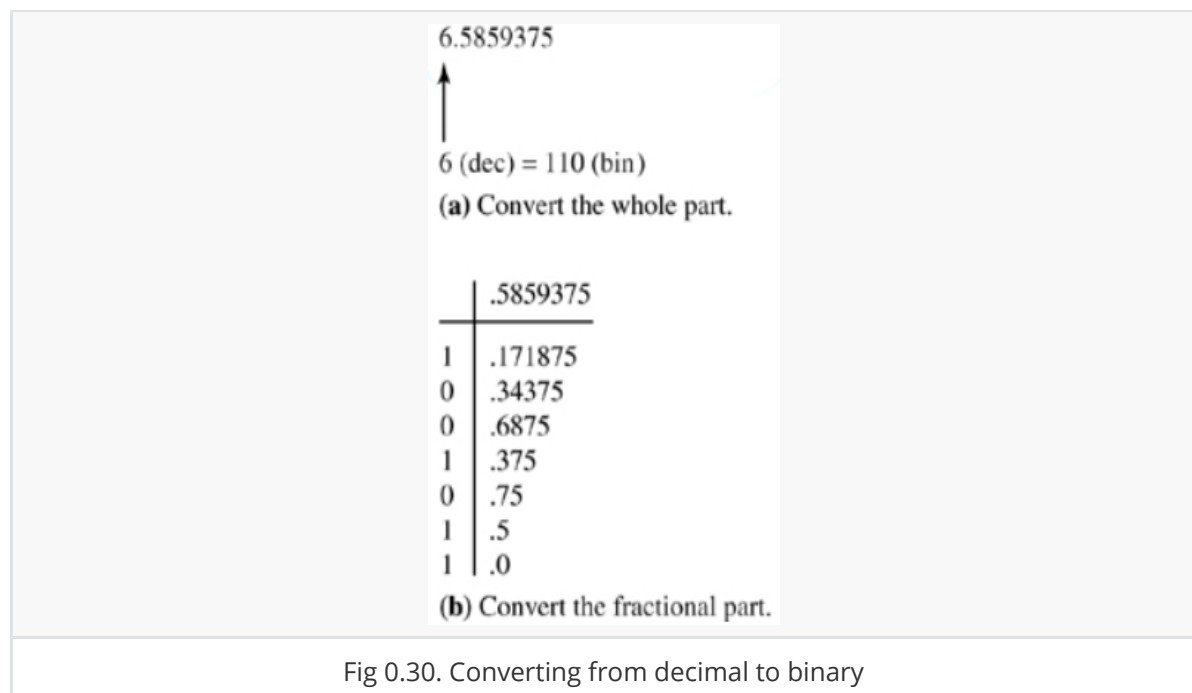 6.5859375
6 (dec) = 110 (bin)
(a) Convert the whole part.
.5859375
1 .171875
0 .34375
0 .6875
1 .375
0 .75
1 .5
1 .0
(b) Convert the fractional part.
Fig 0.30. Converting from decimal to binary